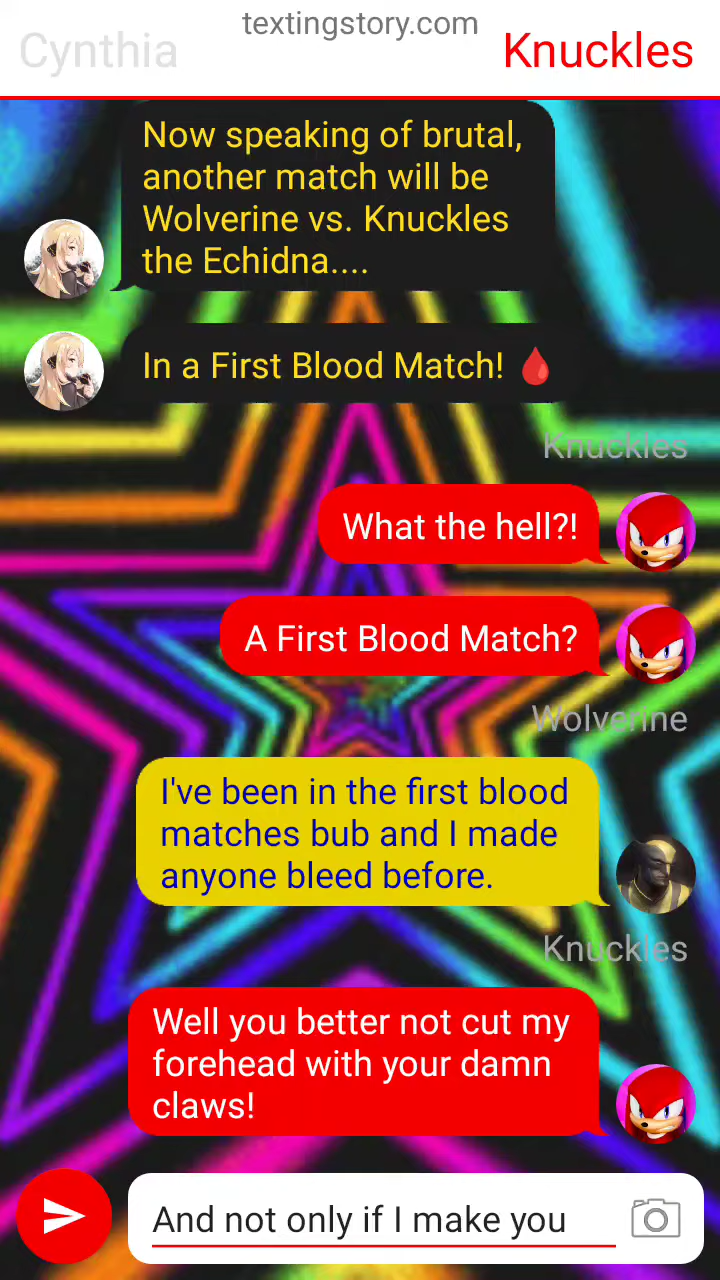 textingstory.com
Cynthia
Knuckles
Now speaking of brutal,
another match will be
Wolverine vs. Knuckles
the Echidna....
In a First Blood Match! 🩸
Knuckles
What the hell?!
A First Blood Match?
Wolverine
I've been in the first blood
matches bub and I made
anyone bleed before.
Knuckles
Well you better not cut my
forehead with your damn
claws!
And not only if I make you